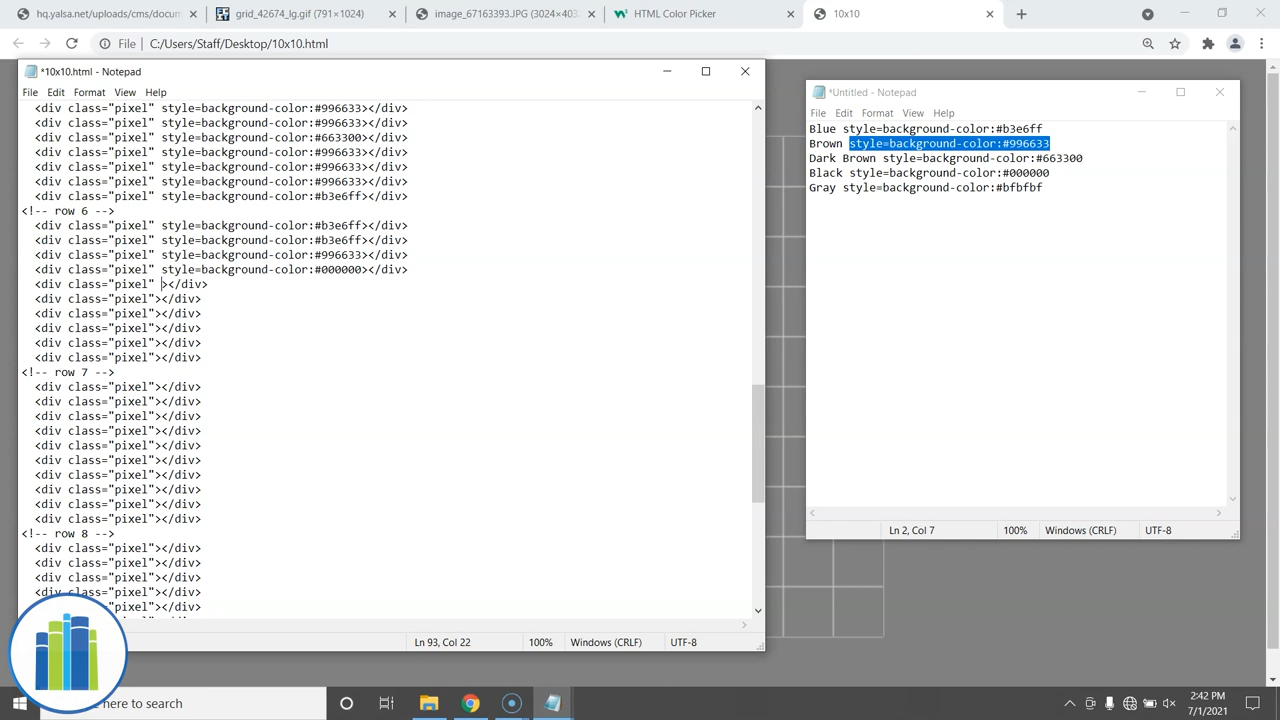 hq.yalsa.net/uploads/cms/docum
grid_42674_lg.gif (791×1024)
image_67163393.JPG (3024×403
HTML Color Picker
10x10
File
C:/Users/Staff/Desktop/10x10.html
*10x10.html - Notepad
File Edit Format View Help
<div class="pixel" style=background-color:#996633></div>
<div class="pixel" style=background-color:#996633></div>
<div class="pixel" style=background-color:#663300></div>
<div class="pixel" style=background-color:#996633></div>
<div class="pixel" style=background-color:#996633></div>
<div class="pixel" style=background-color:#996633></div>
<div class="pixel" style=background-color:#b3e6ff></div>
<!-- row 6 -->
<div class="pixel" style=background-color:#b3e6ff></div>
<div class="pixel" style=background-color:#b3e6ff></div>
<div class="pixel" style=background-color:#996633></div>
<div class="pixel" style=background-color:#000000></div>
<div class="pixel" ></div>
<div class="pixel"></div>
<div class="pixel"></div>
<div class="pixel"></div>
<div class="pixel"></div>
<div class="pixel"></div>
<!-- row 7 -->
<div class="pixel"></div>
<div class="pixel"></div>
<div class="pixel"></div>
<div class="pixel"></div>
<div class="pixel"></div>
<div class="pixel"></div>
<div class="pixel"></div>
<div class="pixel"></div>
<div class="pixel"></div>
<div class="pixel"></div>
<!-- row 8 -->
<div class="pixel"></div>
<div class="pixel"></div>
<div class="pixel"></div>
<div class="pixel"></div>
<div class="pixel"></div>
Ln 93, Col 22
100%
Windows (CRLF)
UTF-8
*Untitled - Notepad
File Edit Format View Help
Blue style=background-color:#b3e6ff
Brown style=background-color:#996633
Dark Brown style=background-color:#663300
Black style=background-color:#000000
Gray style=background-color:#bfbfbf
Ln 2, Col 7
100%
Windows (CRLF)
UTF-8
here to search
2:42 PM
7/1/2021